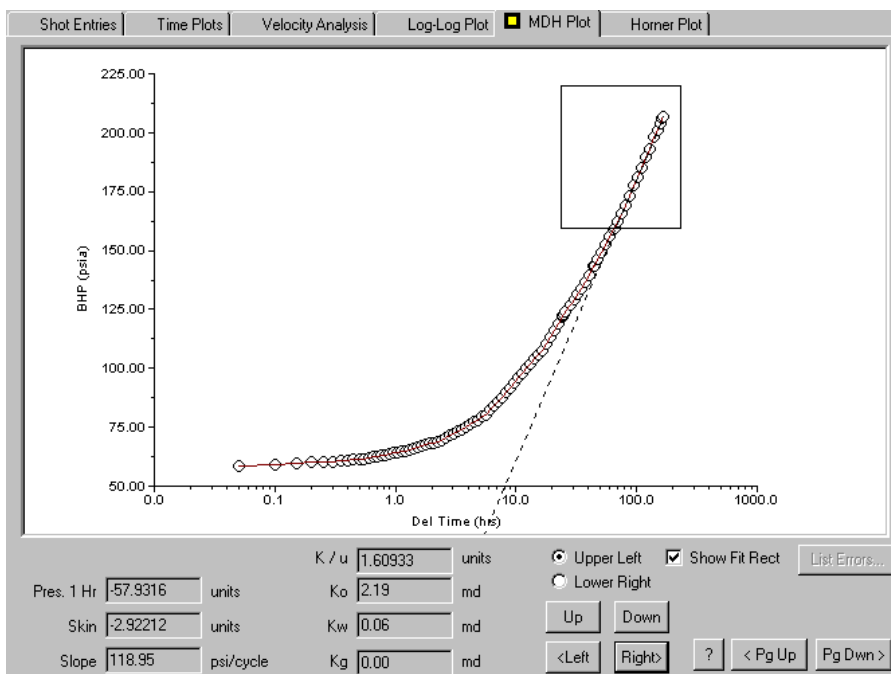 Shot Entries Time Plots Velocity Analysis Log-Log Plot MDH Plot Horner Plot
225.00
200.00
175.00
150.00
125.00
100.00
75.00
50.00
BHP (psia)
0.0 0.1 1.0 10.0 100.0 1000.0
Del Time (hrs)
K / u 1.60933 units
Upper Left Show Fit Rect List Errors...
Pres. 1 Hr -57.9316 units Ko 2.19 md
Lower Right
Skin -2.92212 units Kw 0.06 md
Up Down
Slope 118.95 psi/cycle Kg 0.00 md
<Left Right> ? < Pg Up Pg Dwn >